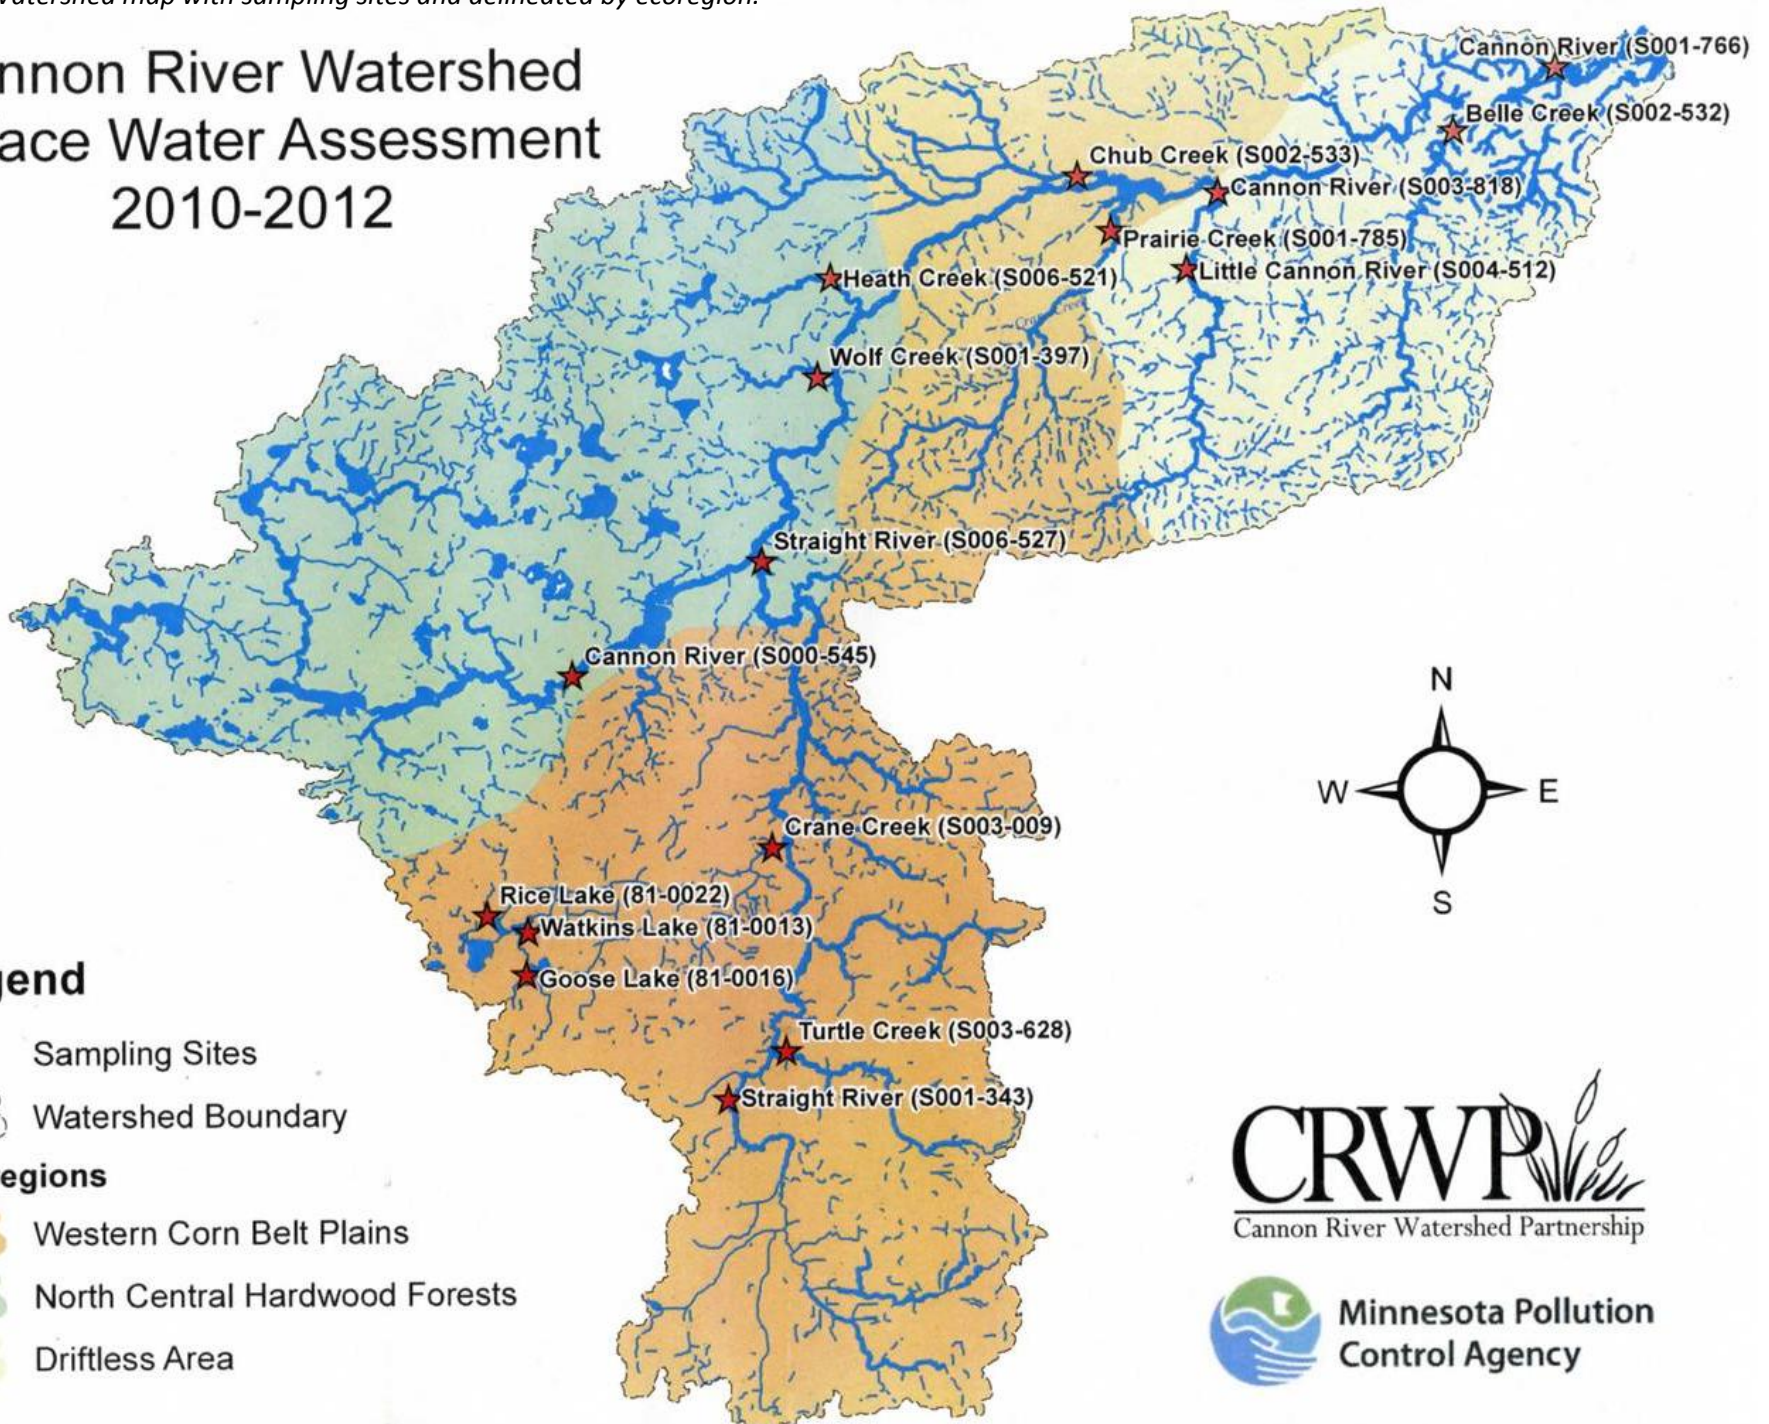 Watershed map with sampling sites and delineated by ecoregion.
nnon River Watershed
ace Water Assessment
2010-2012
Cannon River (S001-766)
Belle Creek (S002-532)
Chub Creek (S002-533)
Cannon River (S003-818)
Prairie Creek (S001-785)
Little Cannon River (S004-512)
Heath Creek (S006-521)
Wolf Creek (S001-397)
Straight River (S006-527)
Cannon River (S000-545)
Crane Creek (S003-009)
Rice Lake (81-0022)
Watkins Lake (81-0013)
Goose Lake (81-0016)
Turtle Creek (S003-628)
Straight River (S001-343)
N
W
E
S
gend
Sampling Sites
Watershed Boundary
egions
Western Corn Belt Plains
North Central Hardwood Forests
Driftless Area
CRWP
Cannon River Watershed Partnership
Minnesota Pollution
Control Agency